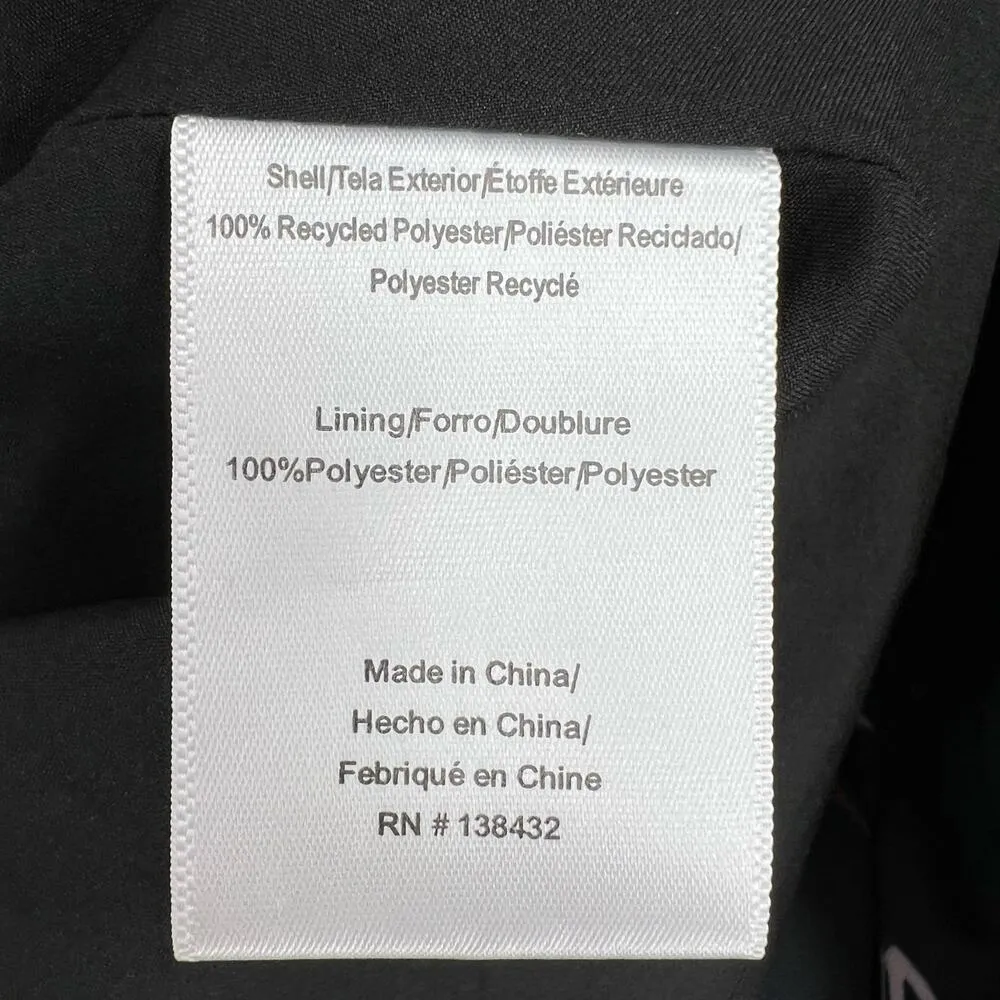 Shell/Tela Exterior/Étoffe Extérieure
100% Recycled Polyester/Poliéster Reciclado/
Polyester Recyclé
Lining/Forro/Doublure
100%Polyester/Poliéster/Polyester
Made in China/
Hecho en China/
Febriqué en Chine
RN # 138432